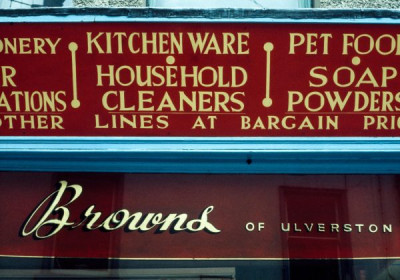 ONERY KITCHEN WARE PET FOO
R HOUSEHOLD SOAP
ATIONS CLEANERS POWDERS
OTHER LINES AT BARGAIN PRIC
Browns OF ULVERSTON